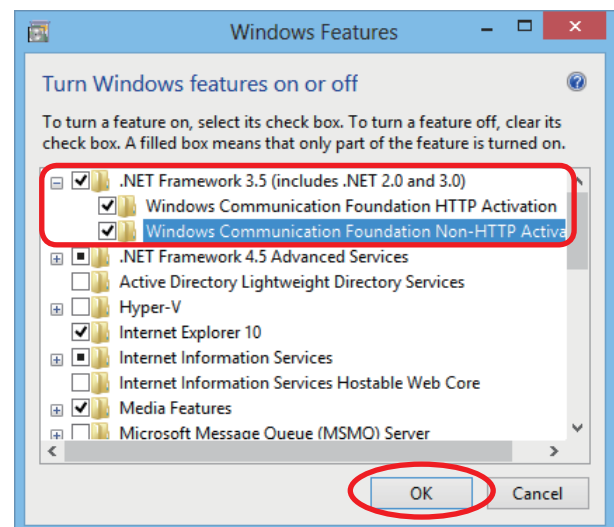 Windows Features
Turn Windows features on or off
To turn a feature on, select its check box. To turn a feature off, clear its
check box. A filled box means that only part of the feature is turned on.
.NET Framework 3.5 (includes .NET 2.0 and 3.0)
Windows Communication Foundation HTTP Activation
Windows Communication Foundation Non-HTTP Activa
.NET Framework 4.5 Advanced Services
Active Directory Lightweight Directory Services
Hyper-V
Internet Explorer 10
Internet Information Services
Internet Information Services Hostable Web Core
Media Features
Microsoft Message Queue (MSMO) Server
OK
Cancel